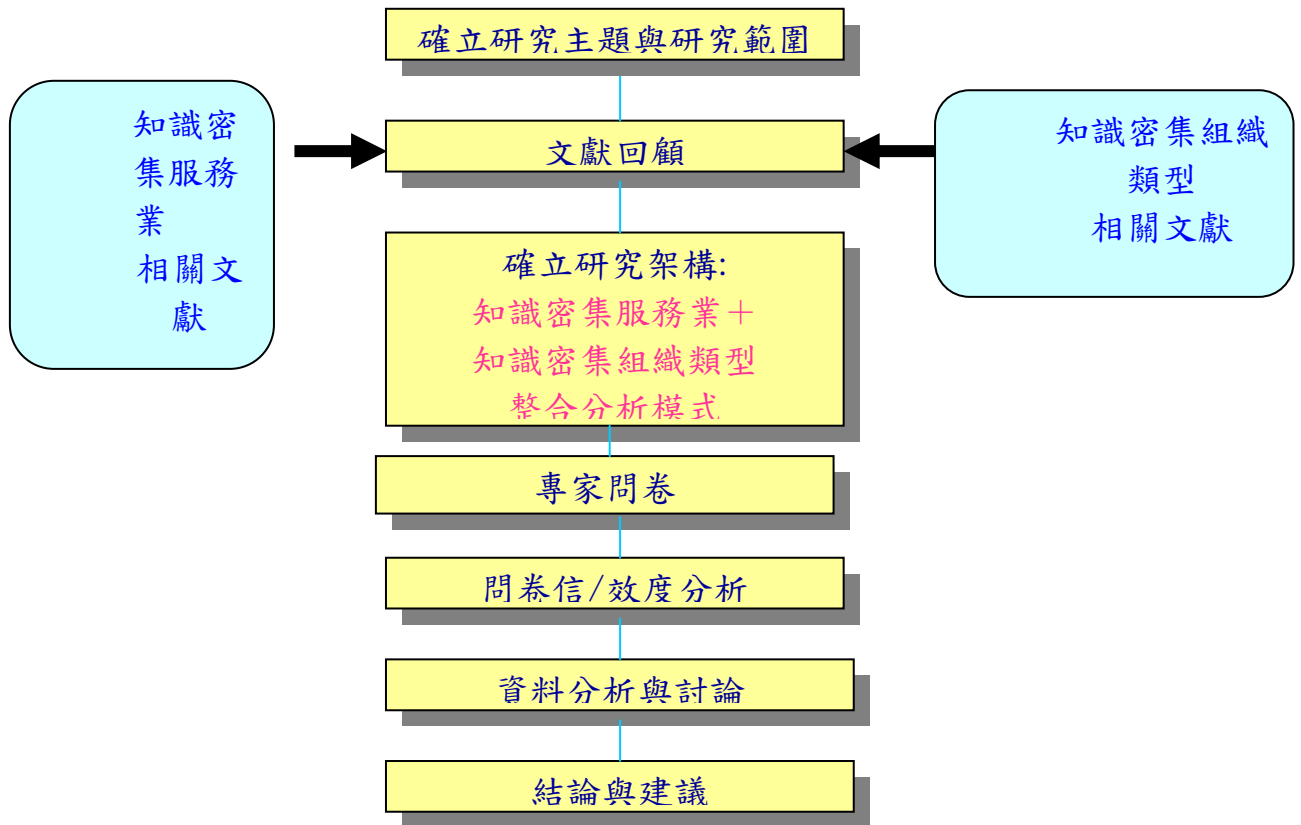 確立研究主題與研究範圍
知識密
集服務
業
相關文
獻
文獻回顧
知識密集組織
類型
相關文獻
確立研究架構:
知識密集服務業＋
知識密集組織類型
整合分析模式
專家問卷
問卷信/效度分析
資料分析與討論
結論與建議